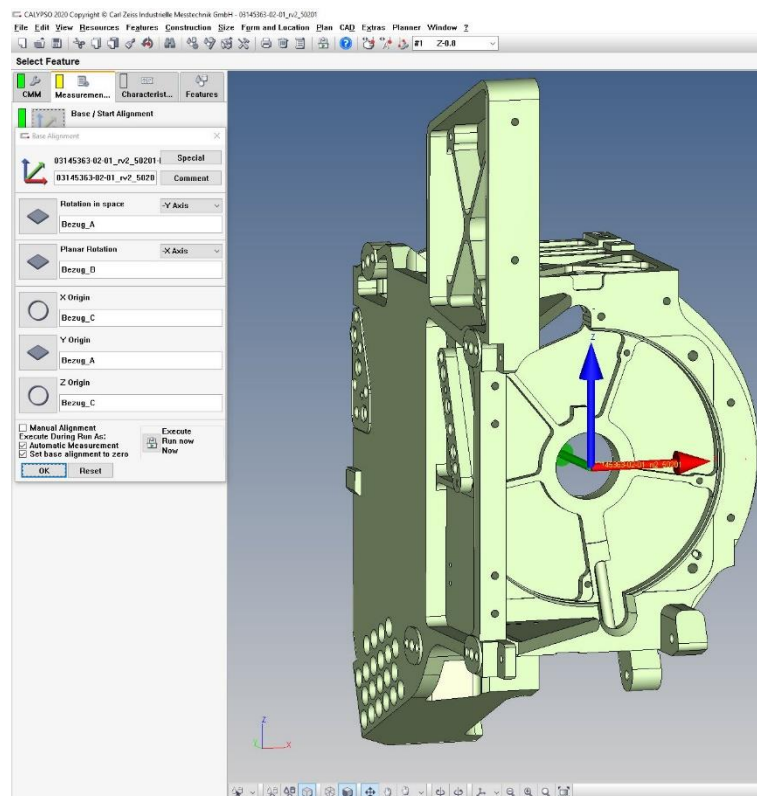 CALYPSO 2020 Copyright © Carl Zeiss Industrielle Messtechnik GmbH - 03145363-02-01_rv2_50201
File Edit View Resources Features Construction Size Form and Location Plan CAD Extras Planner Window ?
#1 Z-0.8
Select Feature
CMM Measuremen... Characterist... Features
Base / Start Alignment
Base Alignment
03145363-02-01_rv2_50201- Special
03145363-02-01_rv2_5020 Comment
Rotation in space -Y Axis
Bezug_A
Planar Rotation -X Axis
Bezug_B
X Origin
Bezug_C
Y Origin
Bezug_A
Z Origin
Bezug_C
Manual Alignment
Execute During Run As:
Automatic Measurement
Set base alignment to zero
Execute
Run now
Now
OK Reset
Z
Z
X